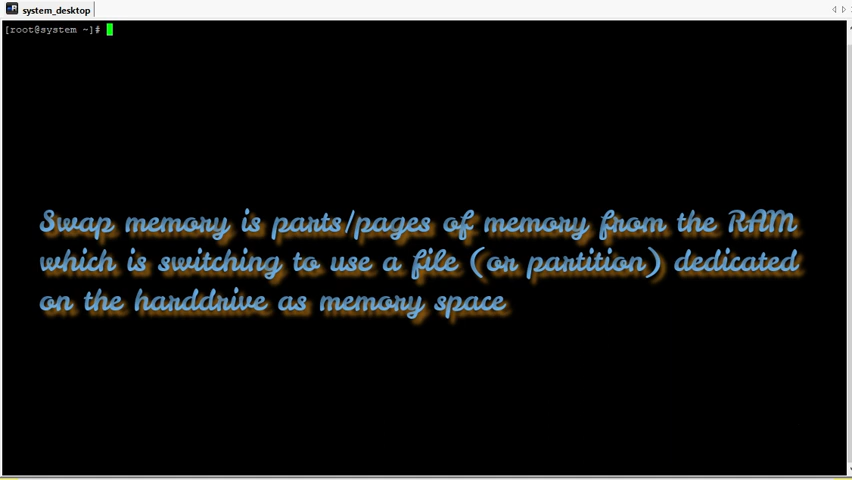 system_desktop
[root@system ~]#
Swap memory is parts/pages of memory from the RAM
which is switching to use a file (or partition) dedicated
on the harddrive as memory space